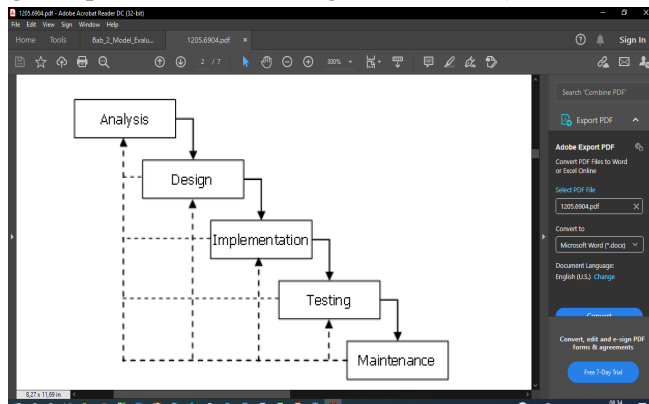 1205.6904.pdf - Adobe Acrobat Reader DC (32-bit)
File Edit View Sign Window Help
Home Tools Bab_2_Model_Evalu... 1205.6904.pdf × Sign In
2 / 7 300%
Analysis
Design
Implementation
Testing
Maintenance
8,27 x 11,69 in
Search 'Combine PDF'
Export PDF
Adobe Export PDF
Convert PDF Files to Word
or Excel Online
Select PDF File
1205.6904.pdf X
Convert to
Microsoft Word (*.docx)
Document Language:
English (U.S.) Change
Convert
Convert, edit and e-sign PDF
forms & agreements
Free 7-Day Trial
08.34